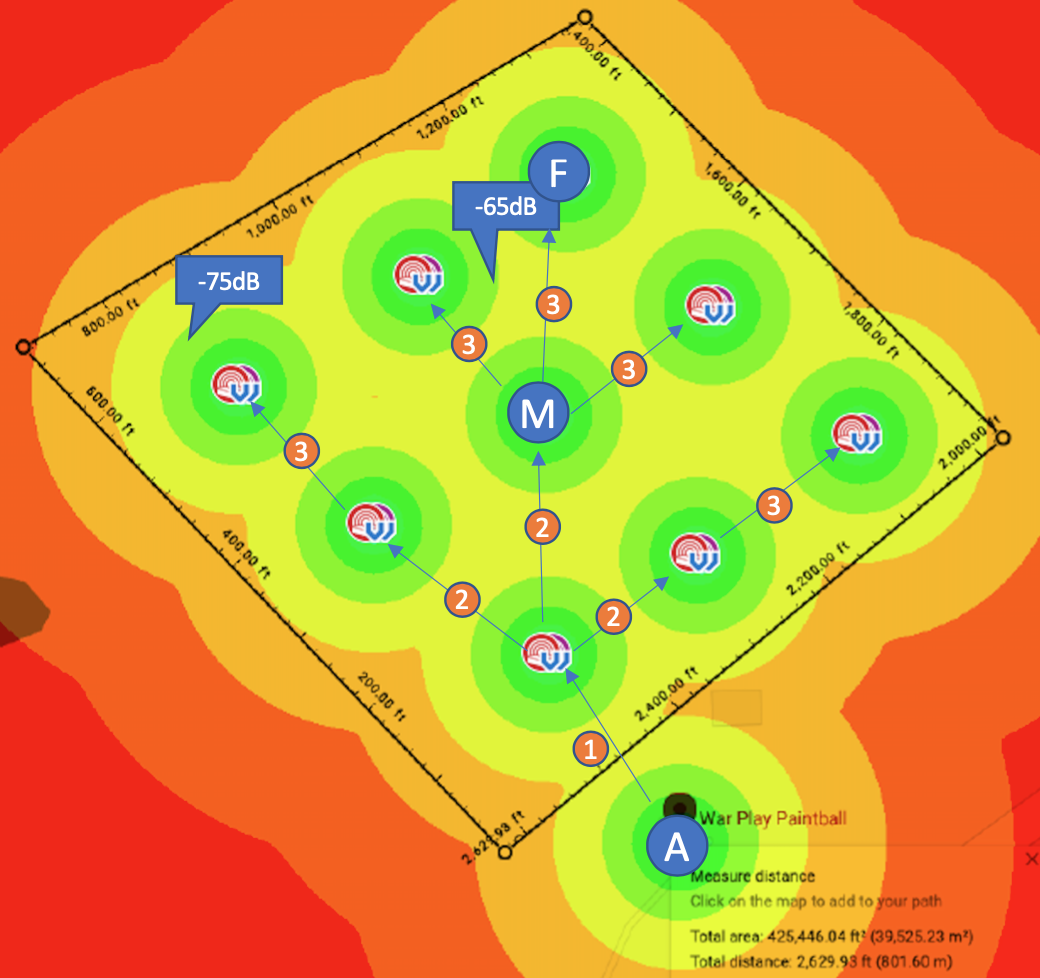 1,400.00 ft
1,200.00 ft
F
1,600.00 ft
-65dB
1,000.00 ft
-75dB
3
1,800.00 ft
800.00 ft
3
3
M
600.00 ft
2,000.00 ft
3
3
2
400.00 ft
2,200.00 ft
2
2
2,400.00 ft
200.00 ft
1
War Play Paintball
2,629.93 ft
A
Measure distance
Click on the map to add to your path
Total area: 425,446.04 ft² (39,525.23 m²)
Total distance: 2,629.93 ft (801.60 m)